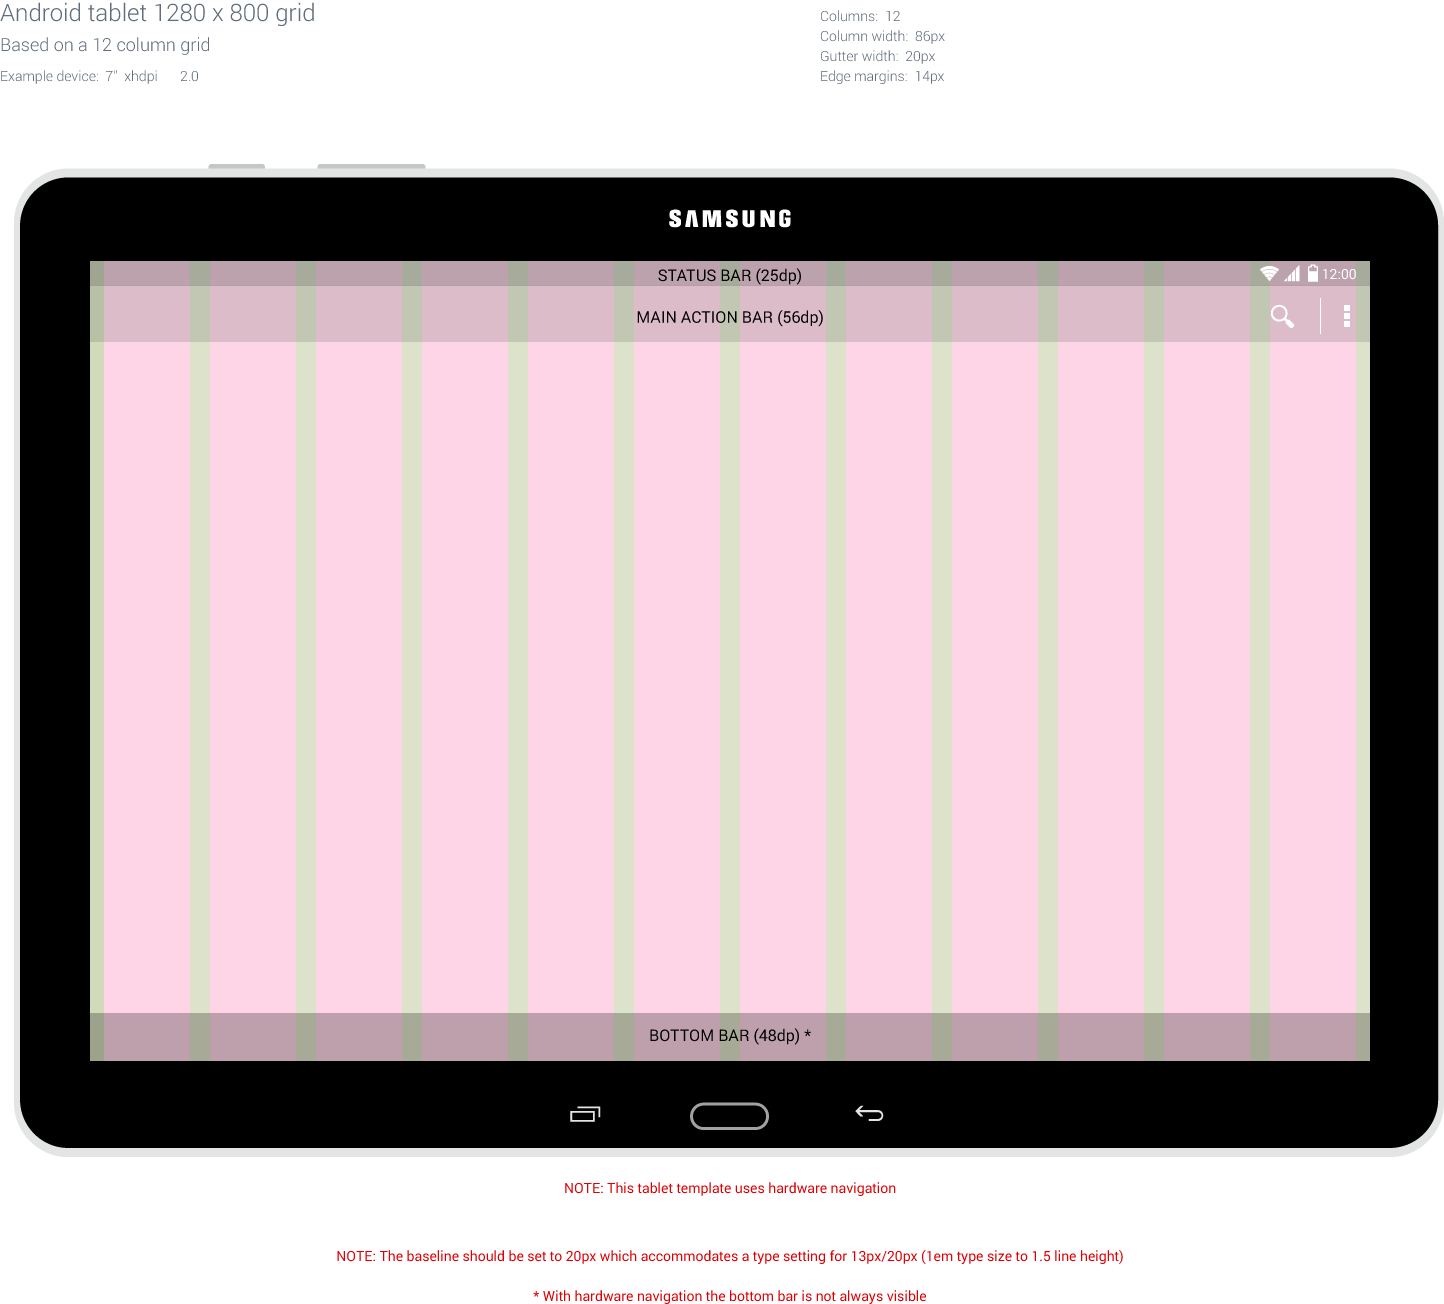 Android tablet 1280 x 800 grid
Based on a 12 column grid
Example device: 7" xhdpi 2.0
Columns: 12
Column width: 86px
Gutter width: 20px
Edge margins: 14px
SAMSUNG
STATUS BAR (25dp)
12:00
MAIN ACTION BAR (56dp)
BOTTOM BAR (48dp) *
NOTE: This tablet template uses hardware navigation
NOTE: The baseline should be set to 20px which accommodates a type setting for 13px/20px (1em type size to 1.5 line height)
* With hardware navigation the bottom bar is not always visible